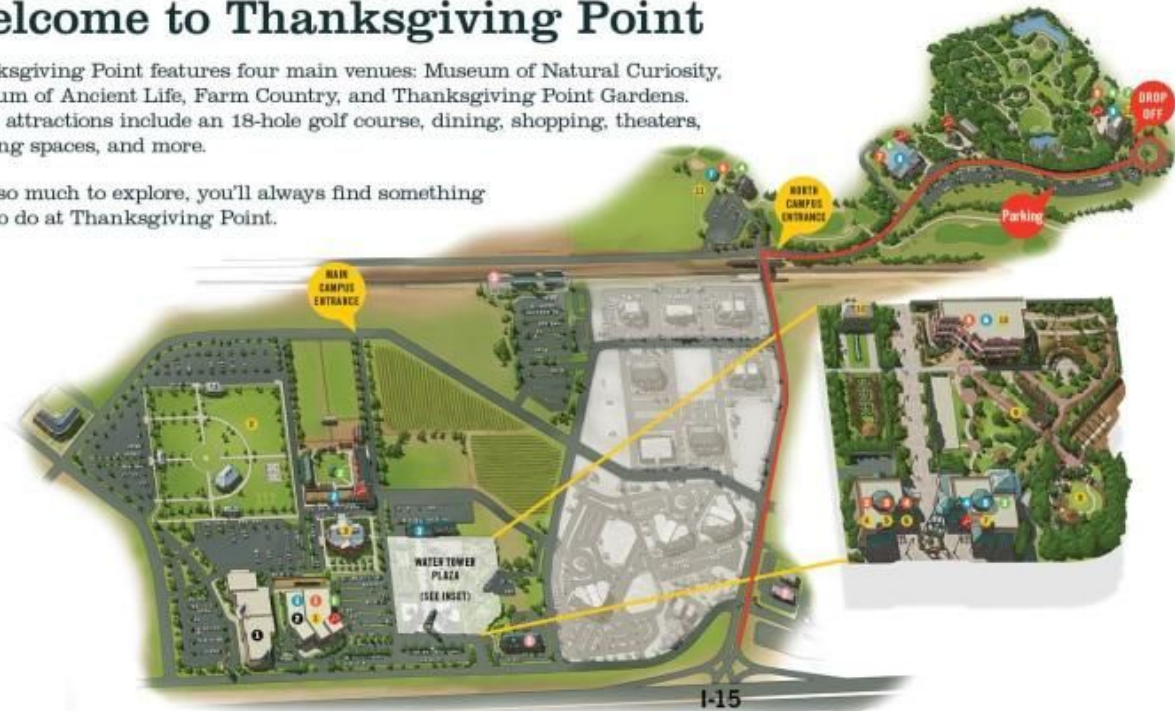 elcome to Thanksgiving Point
ksgiving Point features four main venues: Museum of Natural Curiosity,
um of Ancient Life, Farm Country, and Thanksgiving Point Gardens.
attractions include an 18-hole golf course, dining, shopping, theaters,
ng spaces, and more.
so much to explore, you'll always find something
o do at Thanksgiving Point.
DROP
OFF
NORTH
CAMPUS
ENTRANCE
Parking
MAIN
CAMPUS
ENTRANCE
WATER TOWER
PLAZA
(SEE INSET)
1
2
I-15